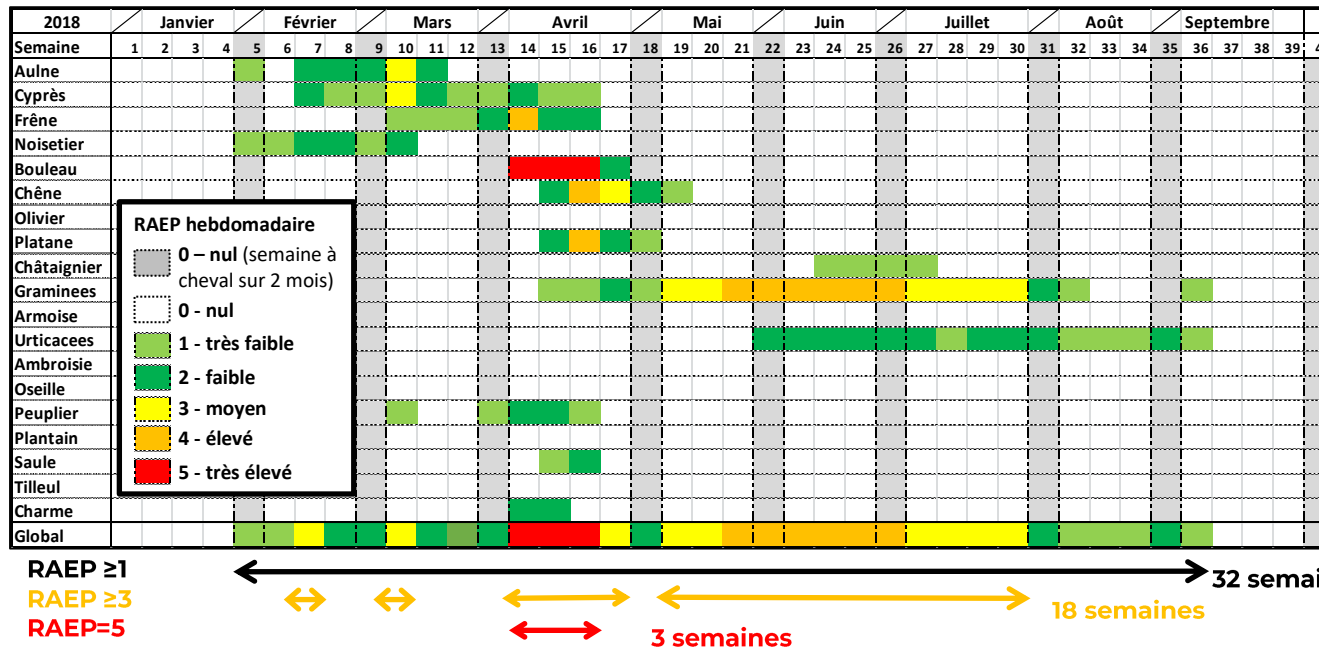 2018 Janvier Février Mars Avril Mai Juin Juillet Août Septembre
Semaine 1 2 3 4 5 6 7 8 9 10 11 12 13 14 15 16 17 18 19 20 21 22 23 24 25 26 27 28 29 30 31 32 33 34 35 36 37 38 39 4
Aulne
Cyprès
Frêne
Noisetier
Bouleau
Chêne
Olivier
Platane
Châtaignier
Graminees
Armoise
Urticacees
Ambroisie
Oseille
Peuplier
Plantain
Saule
Tilleul
Charme
Global
RAEP hebdomadaire
0 – nul (semaine à
cheval sur 2 mois)
0 - nul
1 - très faible
2 - faible
3 - moyen
4 - élevé
5 - très élevé
RAEP ≥1 32 semai
RAEP ≥3 18 semaines
RAEP=5 3 semaines